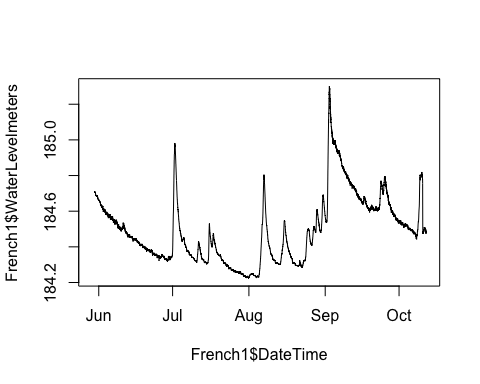 French1$WaterLevelmeters
185.0
184.6
184.2
Jun Jul Aug Sep Oct
French1$DateTime